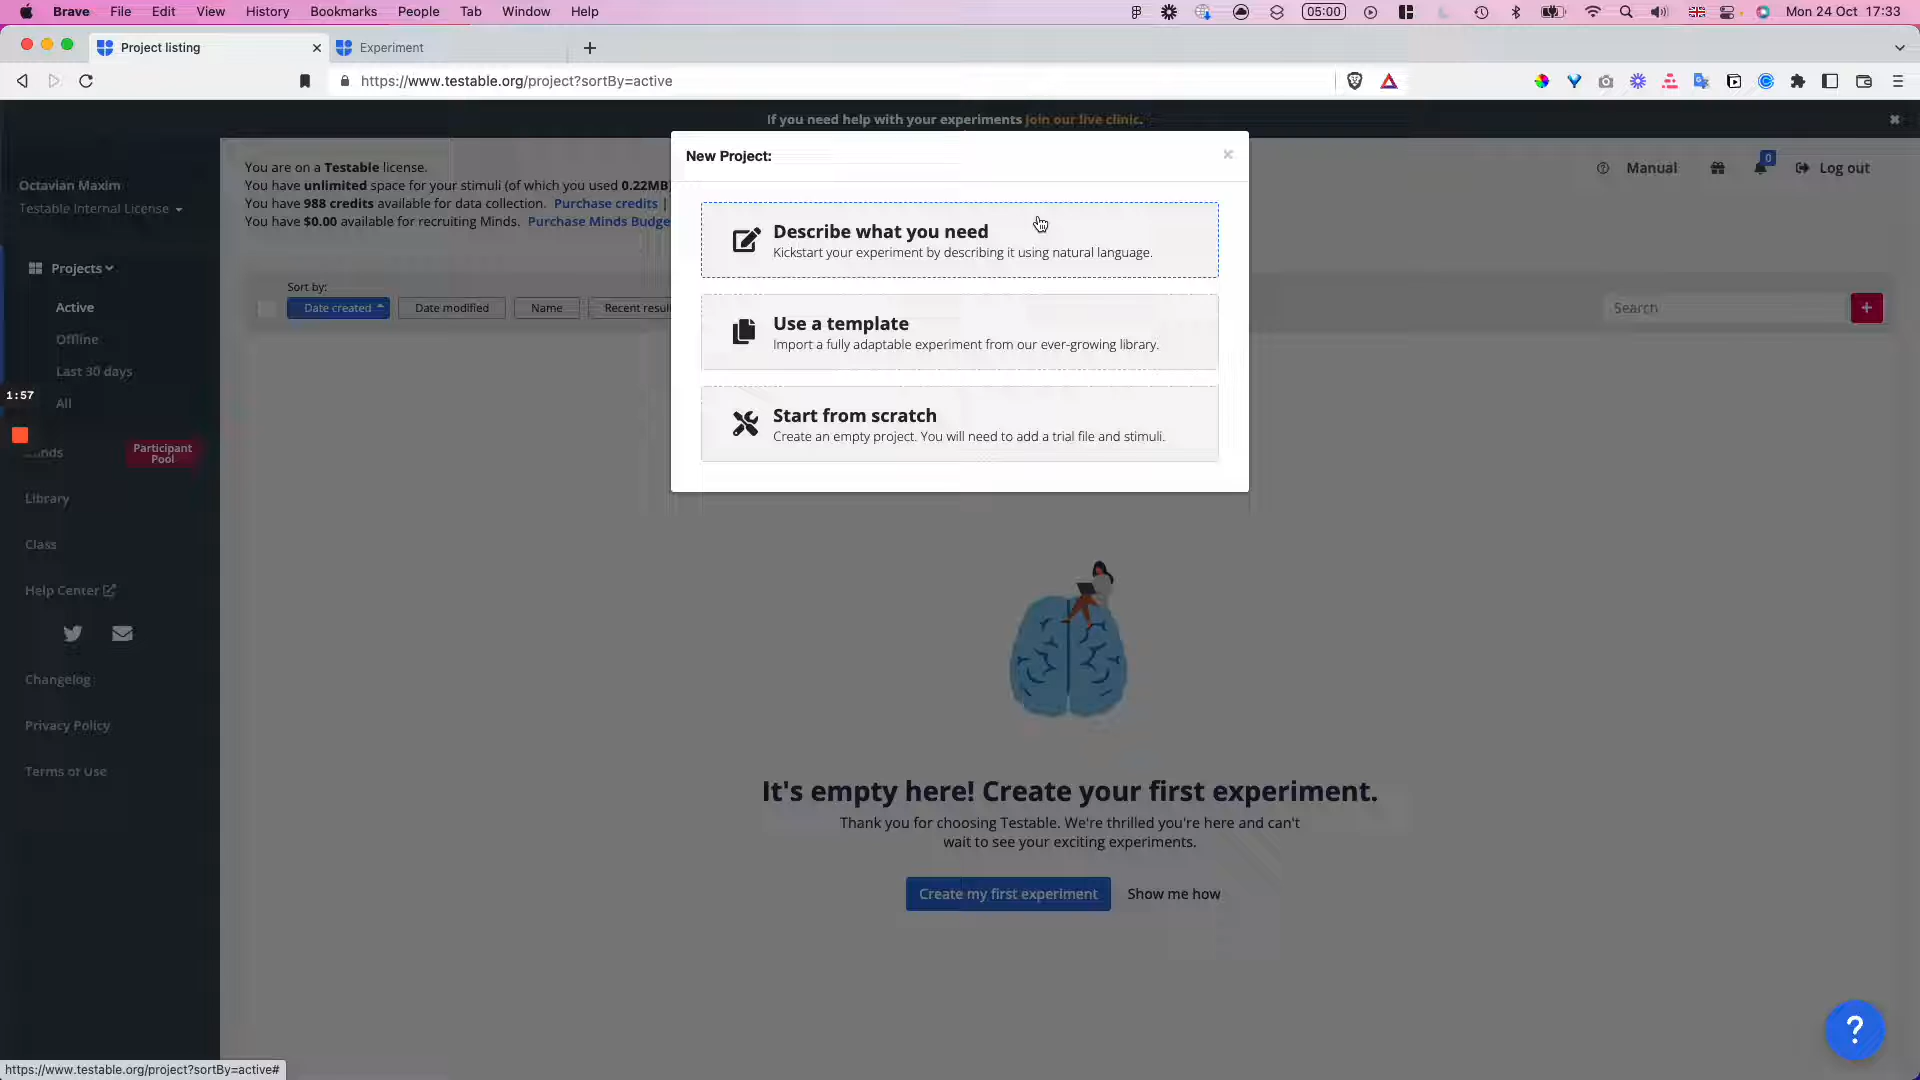 Brave File Edit View History Bookmarks People Tab Window Help
05:00
Mon 24 Oct 17:33
Project listing
Experiment
https://www.testable.org/project?sortBy=active
If you need help with your experiments join our live clinic.
Octavian Maxim
Testable Internal License
You are on a Testable license.
You have unlimited space for your stimuli (of which you used 0.22MB)
You have 988 credits available for data collection. Purchase credits |
You have $0.00 available for recruiting Minds. Purchase Minds Budge
0
Manual
Log out
New Project:
Describe what you need
Kickstart your experiment by describing it using natural language.
Use a template
Import a fully adaptable experiment from our ever-growing library.
Start from scratch
Create an empty project. You will need to add a trial file and stimuli.
Projects
Active
Offline
Last 30 days
All
1:57
Participant
Pool
Library
Class
Help Center
Changelog
Privacy Policy
Terms of Use
Sort by:
Date created
Date modified
Name
Recent resul
Search
+
It's empty here! Create your first experiment.
Thank you for choosing Testable. We're thrilled you're here and can't
wait to see your exciting experiments.
Create my first experiment
Show me how
?
https://www.testable.org/project?sortBy=active#